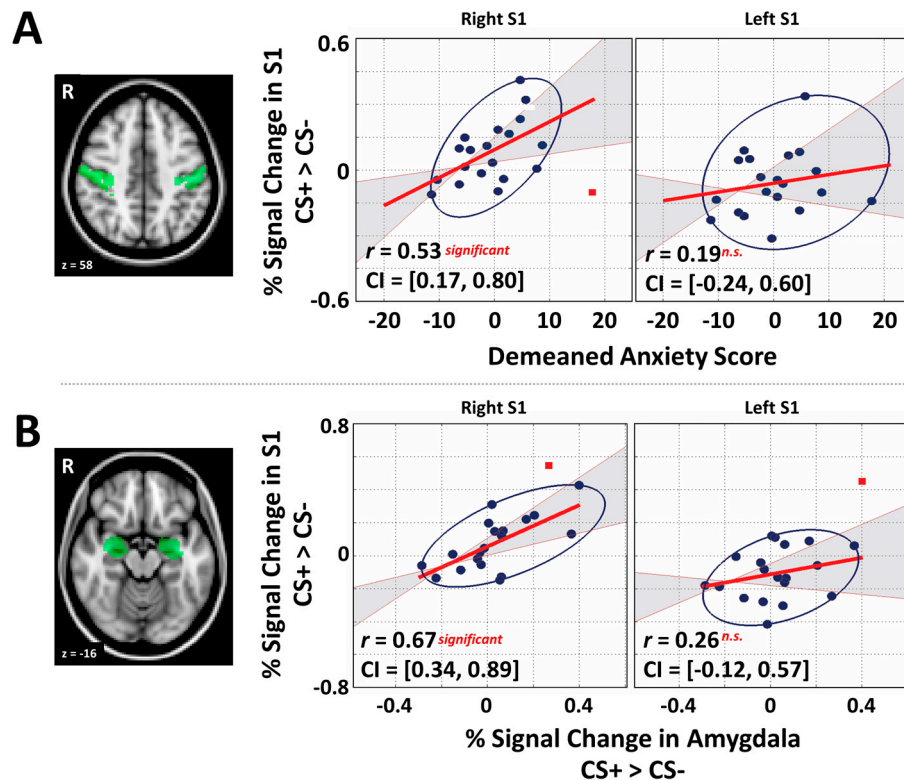 A
Right S1
Left S1
R
z = 58
% Signal Change in S1
CS+ > CS-
0.6
0
-0.6
r = 0.53 significant
CI = [0.17, 0.80]
r = 0.19 n.s.
CI = [-0.24, 0.60]
-20 -10 0 10 20
-20 -10 0 10 20
Demeaned Anxiety Score
B
Right S1
Left S1
R
z = -16
% Signal Change in S1
CS+ > CS-
0.8
0
-0.8
r = 0.67 significant
CI = [0.34, 0.89]
r = 0.26 n.s.
CI = [-0.12, 0.57]
-0.4 0 0.4
-0.4 0 0.4
% Signal Change in Amygdala
CS+ > CS-